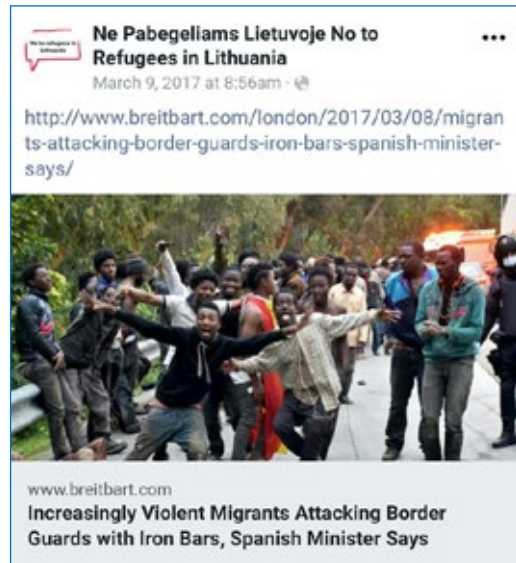 Ne Pabegeliams Lietuvoje No to
Refugees in Lithuania
March 9, 2017 at 8:56am ·
http://www.breitbart.com/london/2017/03/08/migran
ts-attacking-border-guards-iron-bars-spanish-minister-
says/
www.breitbart.com
Increasingly Violent Migrants Attacking Border
Guards with Iron Bars, Spanish Minister Says